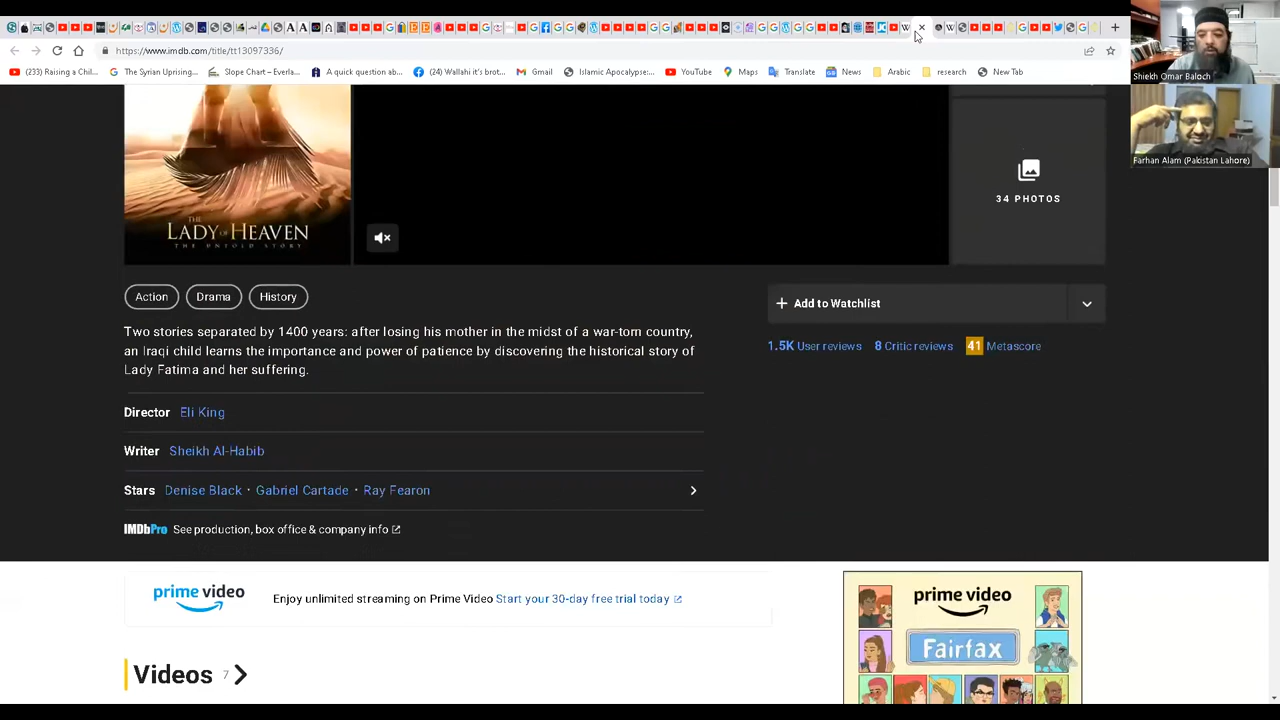 https://www.imdb.com/title/tt13097336/
(233) Raising a Chil...
The Syrian Uprising...
Slope Chart – Everla...
A quick question ab...
(24) Wallahi it's brot...
Gmail
Islamic Apocalypse:...
YouTube
Maps
Translate
News
Arabic
research
New Tab
Shiekh Omar Baloch
Farhan Alam (Pakistan Lahore)
THE
LADY OF HEAVEN
THE UNTOLD STORY
34 PHOTOS
Action
Drama
History
Add to Watchlist
Two stories separated by 1400 years: after losing his mother in the midst of a war-torn country,
an Iraqi child learns the importance and power of patience by discovering the historical story of
Lady Fatima and her suffering.
1.5K User reviews
8 Critic reviews
41 Metascore
Director Eli King
Writer Sheikh Al-Habib
Stars Denise Black · Gabriel Cartade · Ray Fearon
IMDbPro See production, box office & company info
prime video
Enjoy unlimited streaming on Prime Video Start your 30-day free trial today
prime video
Fairfax
Videos 7